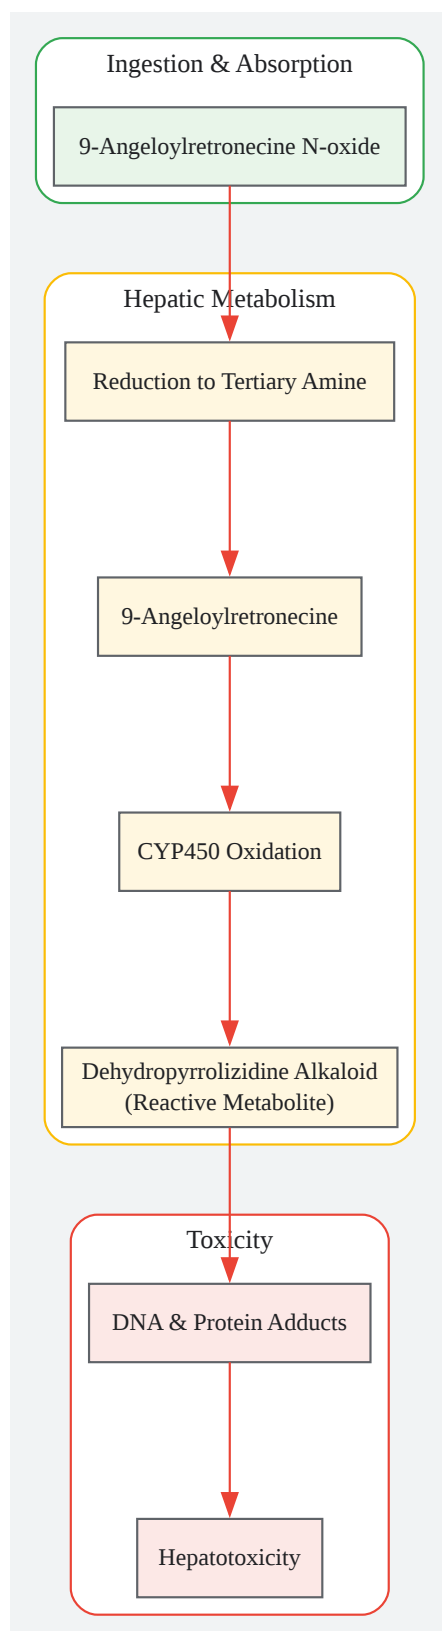 Ingestion & Absorption
9-Angeloylretronecine N-oxide
Hepatic Metabolism
Reduction to Tertiary Amine
9-Angeloylretronecine
CYP450 Oxidation
Dehydropyrrolizidine Alkaloid
(Reactive Metabolite)
Toxicity
DNA & Protein Adducts
Hepatotoxicity